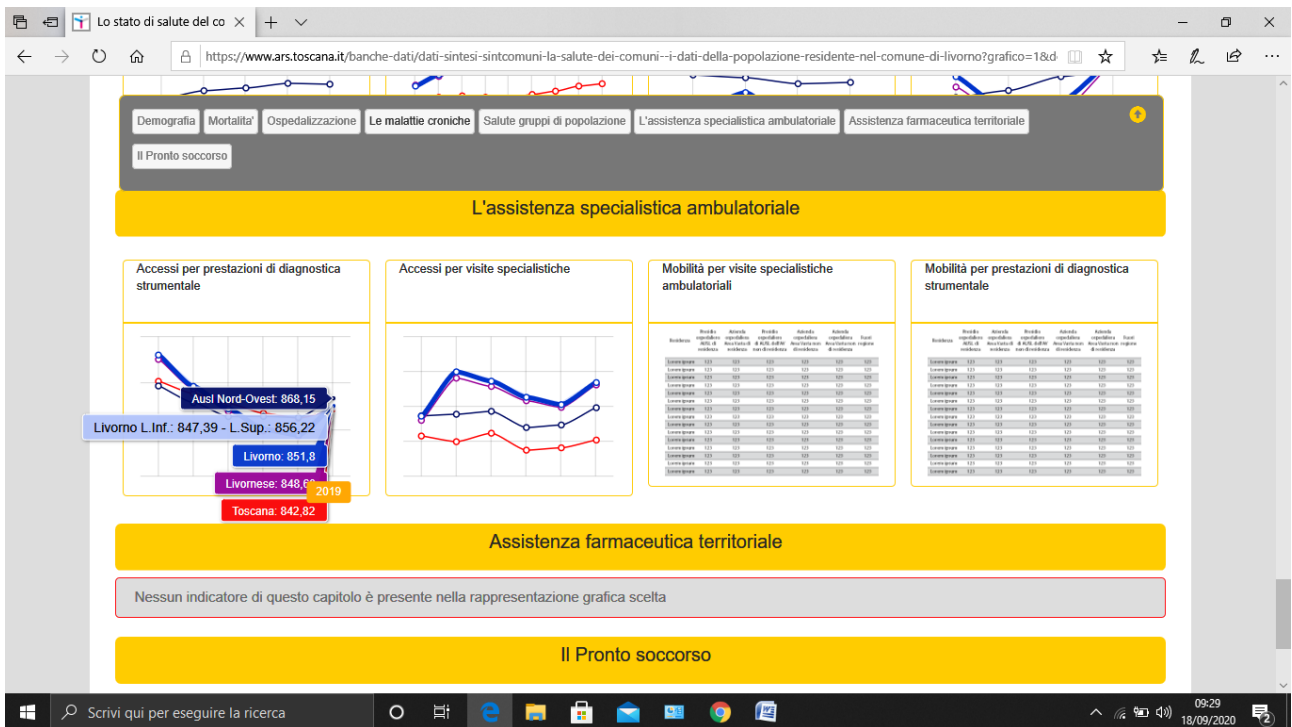 Lo stato di salute del co
https://www.ars.toscana.it/banche-dati/dati-sintesi-sintcomuni-la-salute-dei-comuni--i-dati-della-popolazione-residente-nel-comune-di-livorno?grafico=1&d
Demografia Mortalita' Ospedalizzazione Le malattie croniche Salute gruppi di popolazione L'assistenza specialistica ambulatoriale Assistenza farmaceutica territoriale
Il Pronto soccorso
L'assistenza specialistica ambulatoriale
Accessi per prestazioni di diagnostica
strumentale
Accessi per visite specialistiche
Mobilità per visite specialistiche
ambulatoriali
Mobilità per prestazioni di diagnostica
strumentale
Ausl Nord-Ovest: 868,15
Livorno L.Inf.: 847,39 - L.Sup.: 856,22
Livorno: 851,8
Livornese: 848,6
2019
Toscana: 842,82
Assistenza farmaceutica territoriale
Nessun indicatore di questo capitolo è presente nella rappresentazione grafica scelta
Il Pronto soccorso
Scrivi qui per eseguire la ricerca
09:29
18/09/2020
2